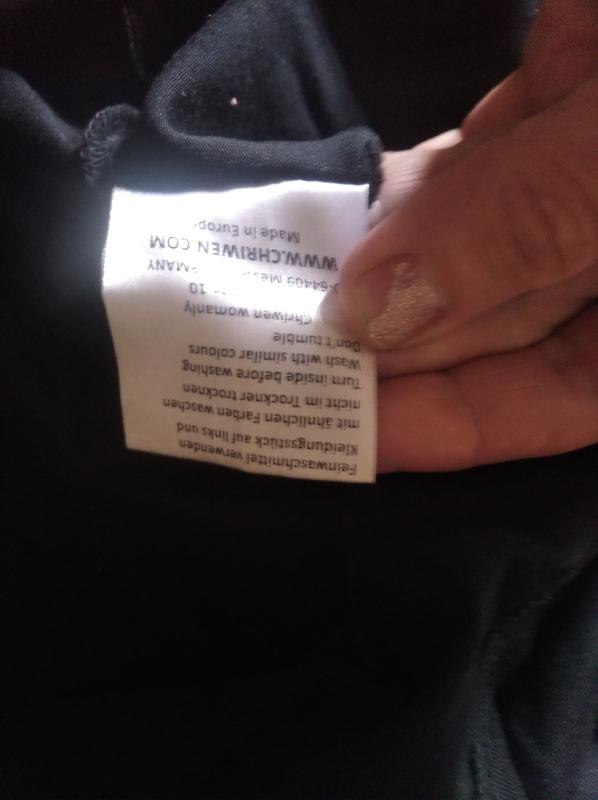 Feinwaschmittel verwenden
Kleidungsstück auf links und
mit ähnlichen Farben waschen
nicht im Trockner trocknen
Turn inside before washing
Wash with similar colours
Don't tumble
Chriwen womanly
10
WWW.CHRIWEN.COM
Made in Europ